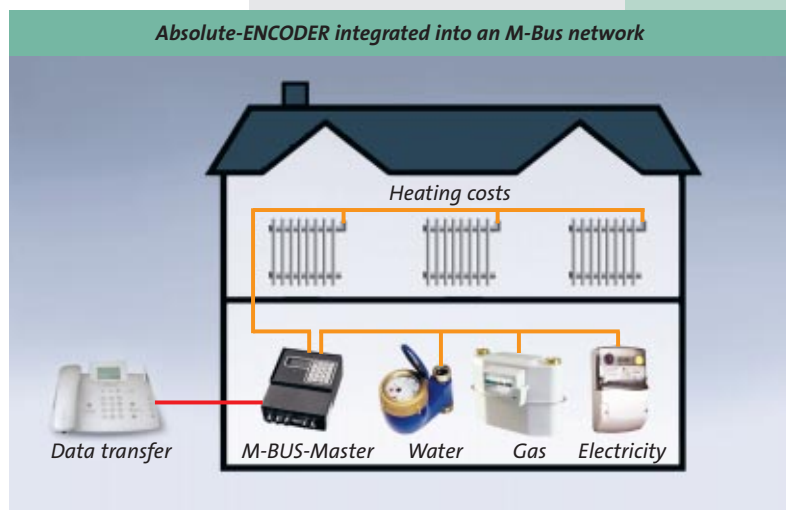 Absolute-ENCODER integrated into an M-Bus network
Heating costs
Data transfer
M-BUS-Master
Water
Gas
Electricity